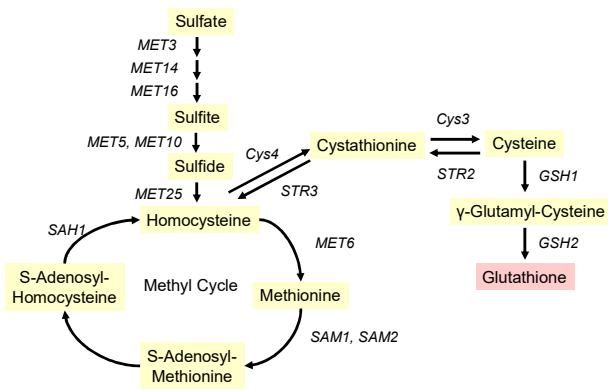 Sulfate
MET3
MET14
MET16
Sulfite
MET5, MET10
Sulfide
MET25
Homocysteine
Cys4
STR3
Cystathionine
Cys3
STR2
Cysteine
GSH1
γ-Glutamyl-Cysteine
GSH2
Glutathione
SAH1
MET6
S-Adenosyl-
Homocysteine
Methyl Cycle
Methionine
SAM1, SAM2
S-Adenosyl-
Methionine